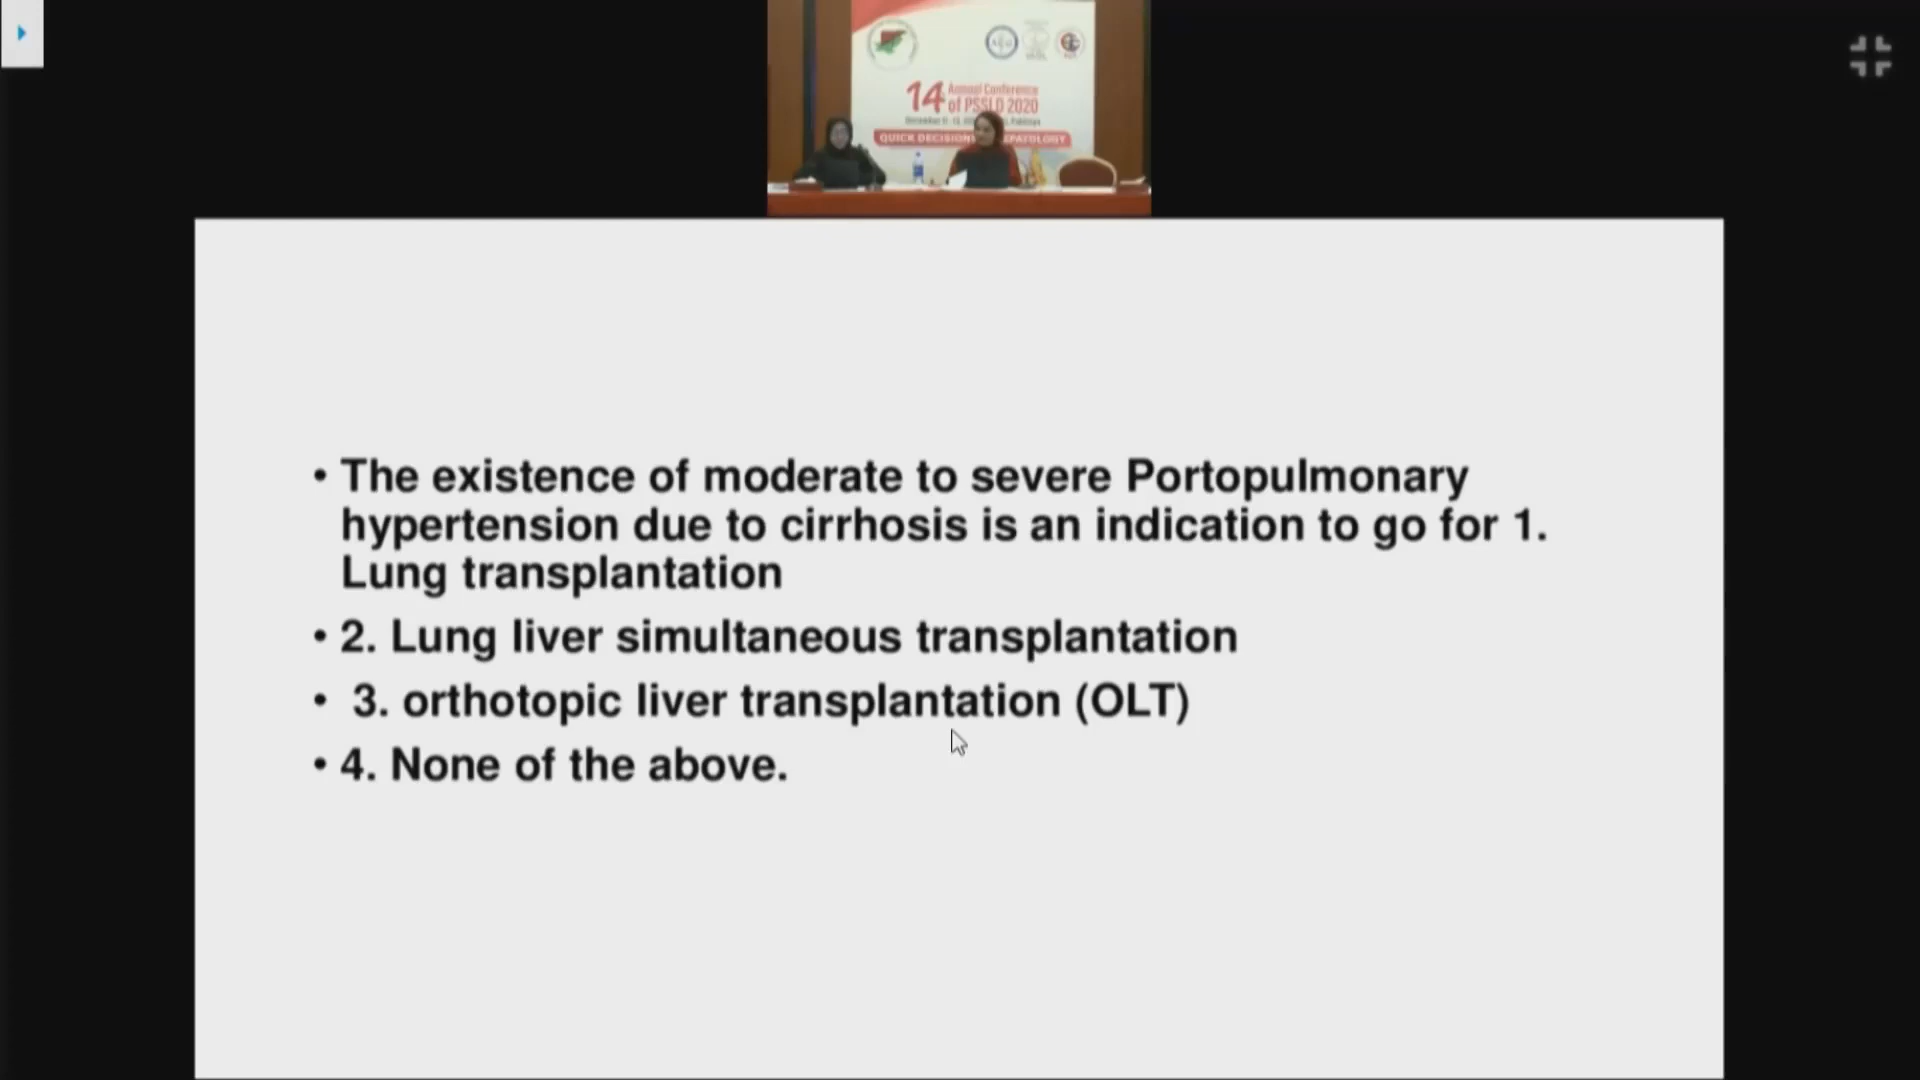 14 Annual Conference
of PSSLD 2020
QUICK DECISIONS
• The existence of moderate to severe Portopulmonary
hypertension due to cirrhosis is an indication to go for 1.
Lung transplantation
• 2. Lung liver simultaneous transplantation
• 3. orthotopic liver transplantation (OLT)
• 4. None of the above.